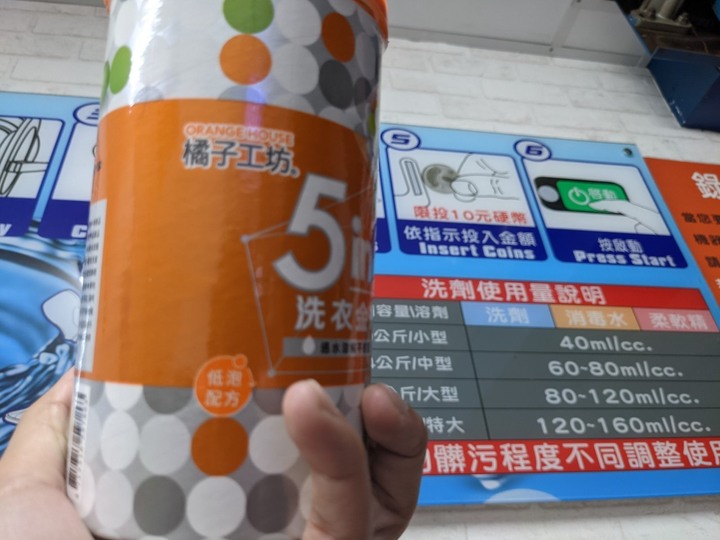 ORANGE HOUSE
橘子工坊
5in
洗衣
低泡
配方
5
限投10元硬幣
依指示投入金額
Insert Coins
6
啟動
按啟動
Press Start
洗劑使用量說明
容量\溶劑 洗劑 消毒水 柔軟精
公斤/小型 40ml/cc.
公斤/中型 60~80ml/cc.
公斤/大型 80~120ml/cc.
特大 120~160ml/cc.
髒污程度不同調整使用